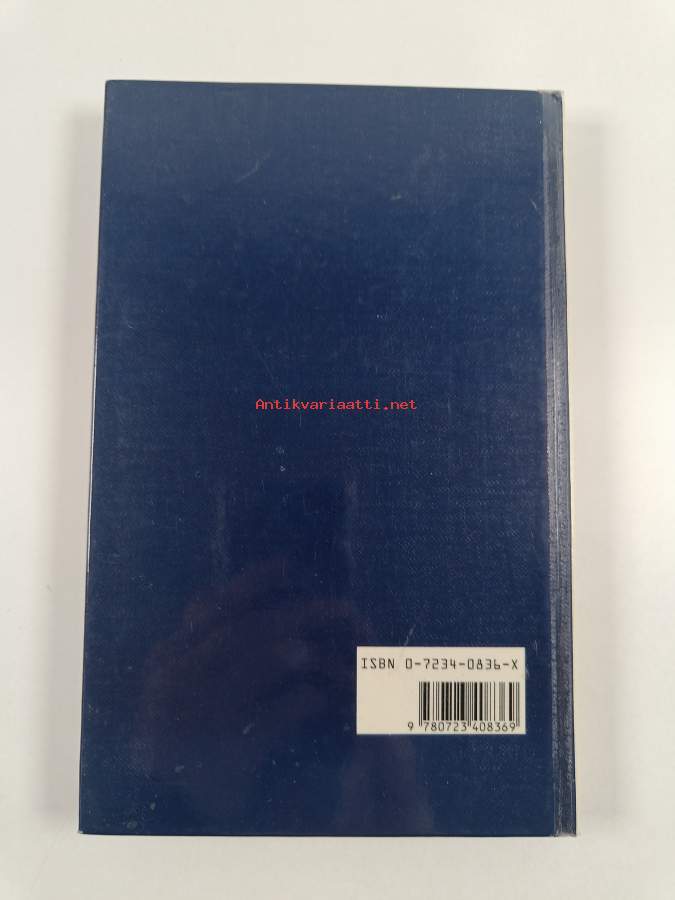 Antikvariaatti.net
ISBN 0-7234-0836-X
9 780723 408369